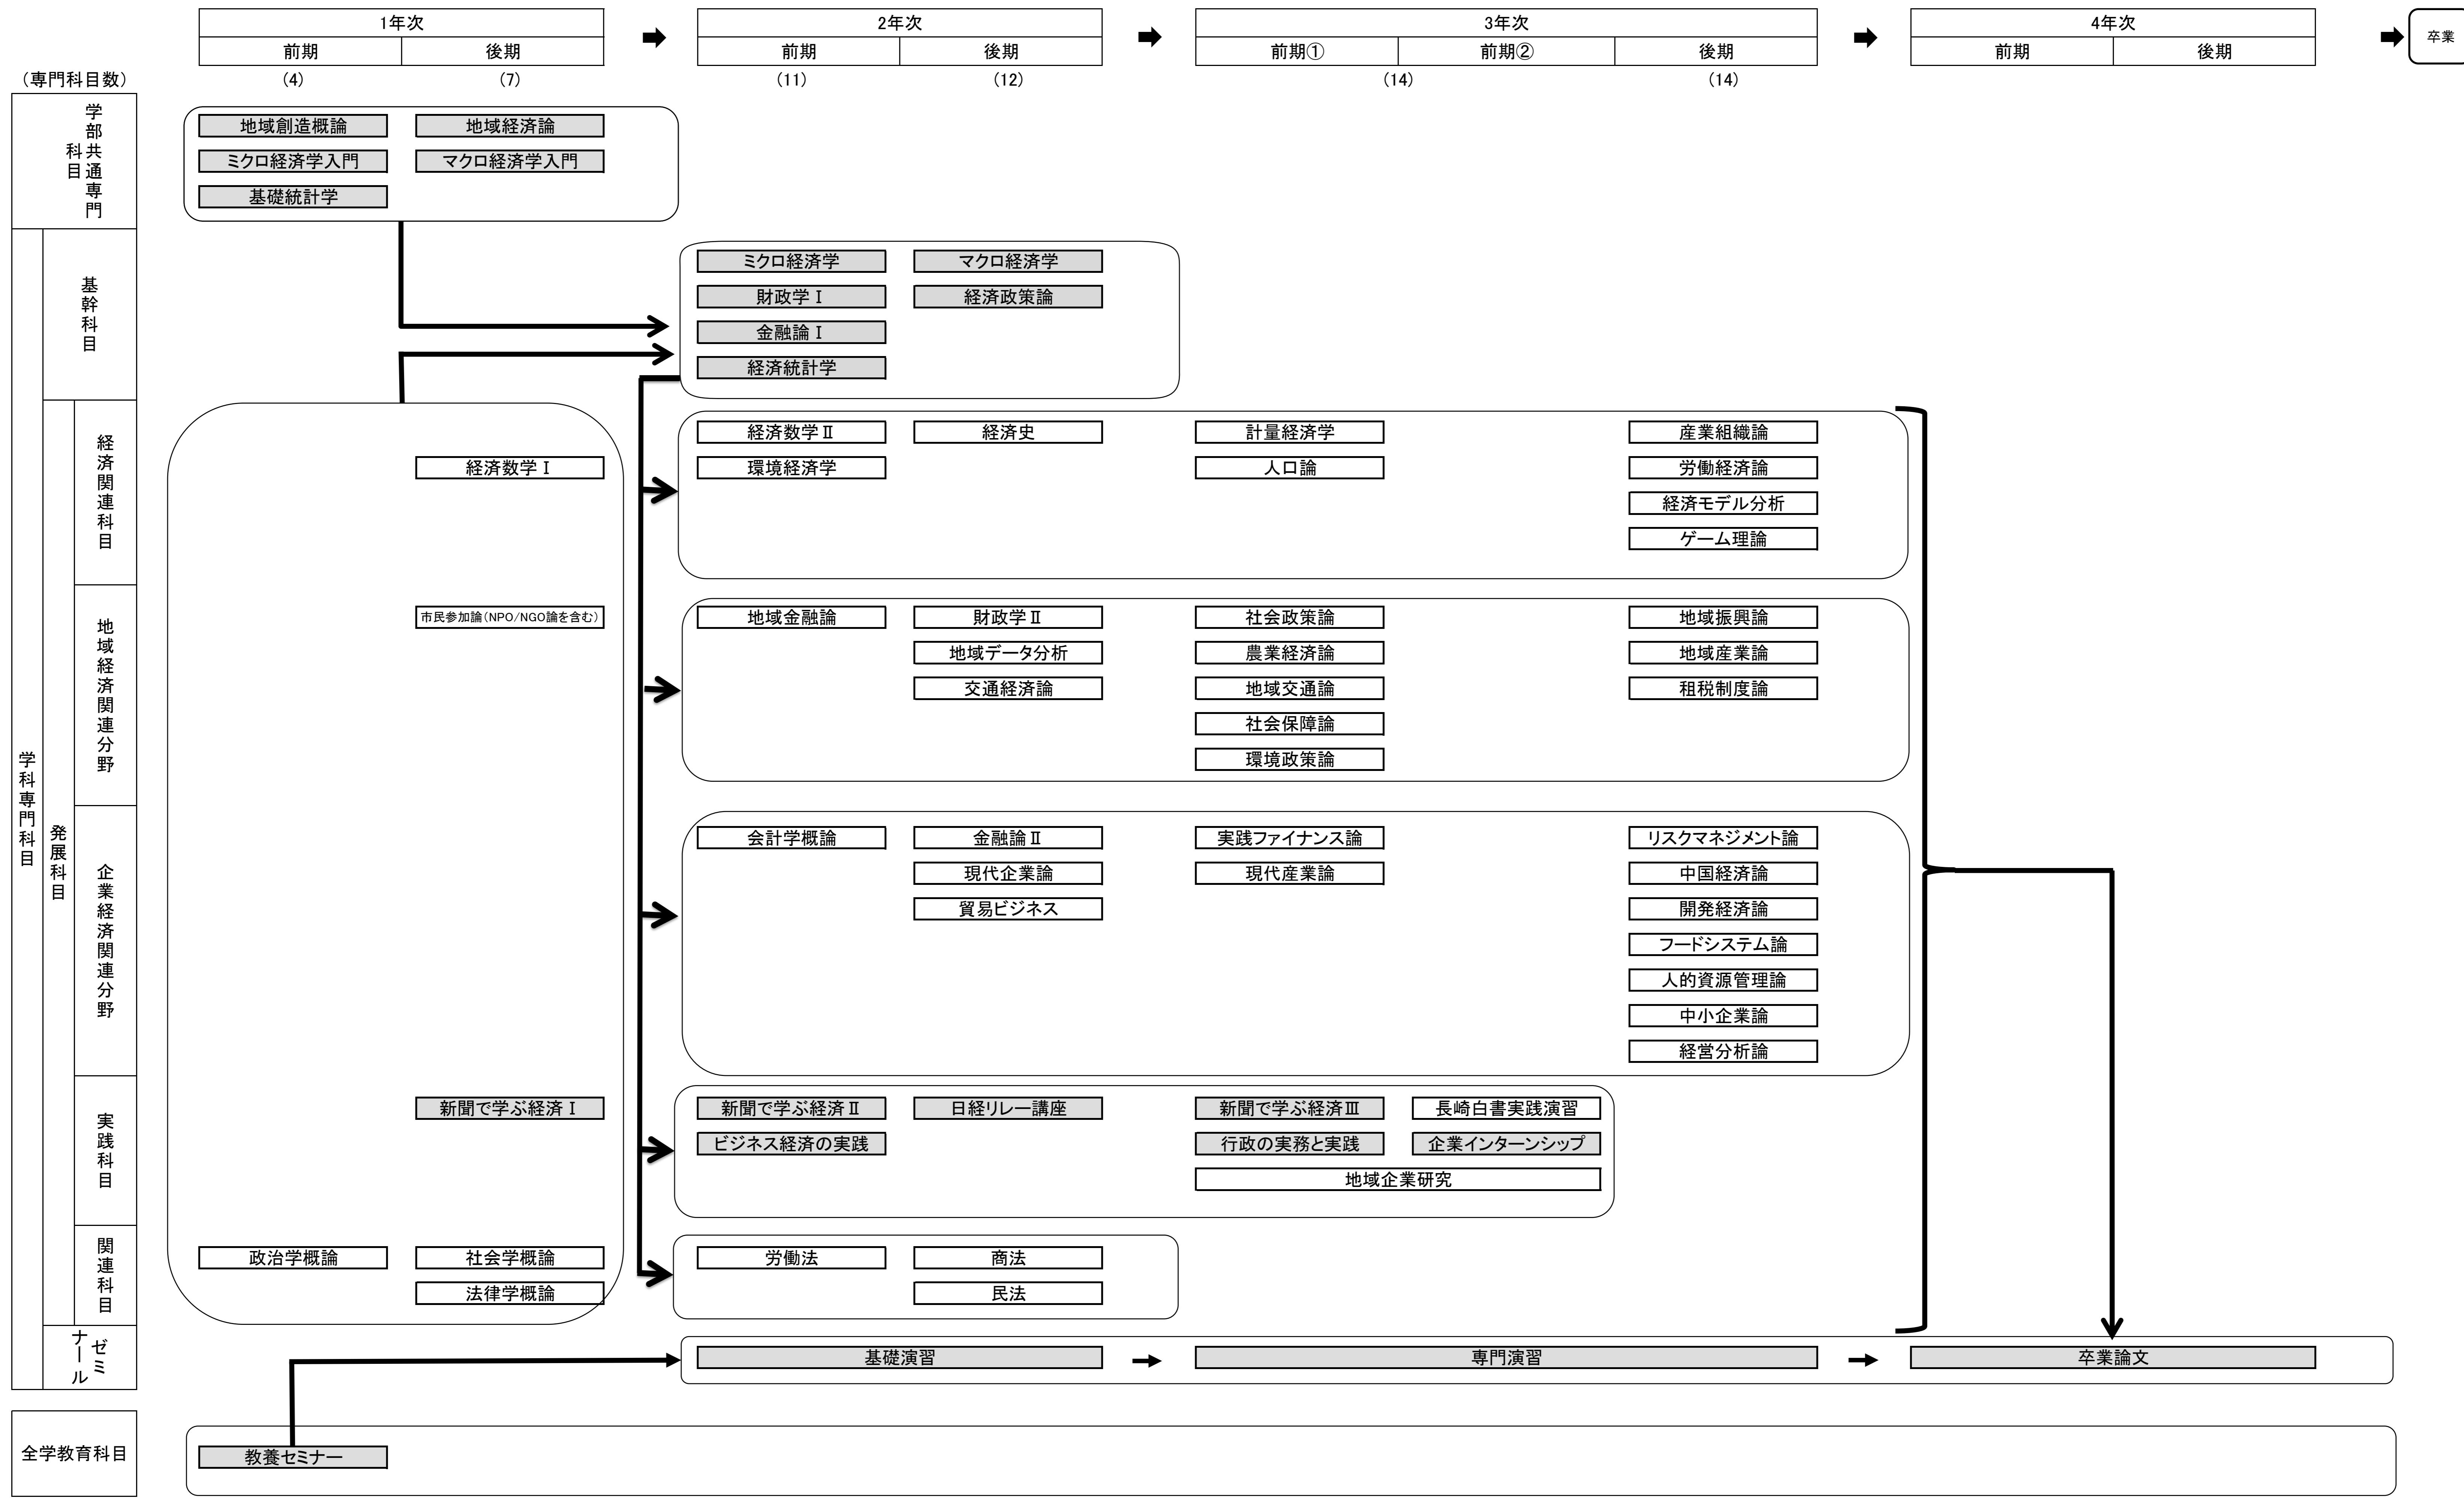 1年次
2年次
3年次
4年次
卒業
前期
後期
前期
後期
前期①
前期②
後期
前期
後期
（専門科目数）
（4）
（7）
（11）
（12）
（14）
（14）
学部共通専門
科目
地域創造概論
地域経済論
ミクロ経済学入門
マクロ経済学入門
基礎統計学
学科専門科目
基幹科目
ミクロ経済学
マクロ経済学
財政学Ⅰ
経済政策論
金融論Ⅰ
経済統計学
発展科目
経済関連科目
経済数学Ⅱ
経済史
計量経済学
産業組織論
経済数学Ⅰ
環境経済学
人口論
労働経済論
経済モデル分析
ゲーム理論
地域経済関連分野
市民参加論（NPO/NGO論を含む）
地域金融論
財政学Ⅱ
社会政策論
地域振興論
地域データ分析
農業経済論
地域産業論
交通経済論
地域交通論
租税制度論
社会保障論
環境政策論
企業経済関連分野
会計学概論
金融論Ⅱ
実践ファイナンス論
リスクマネジメント論
現代企業論
現代産業論
中国経済論
貿易ビジネス
開発経済論
フードシステム論
人的資源管理論
中小企業論
経営分析論
実践科目
新聞で学ぶ経済Ⅰ
新聞で学ぶ経済Ⅱ
日経リレー講座
新聞で学ぶ経済Ⅲ
長崎白書実践演習
ビジネス経済の実践
行政の実務と実践
企業インターンシップ
地域企業研究
関連科目
政治学概論
社会学概論
労働法
商法
法律学概論
民法
ゼミ
ナール
基礎演習
専門演習
卒業論文
全学教育科目
教養セミナー